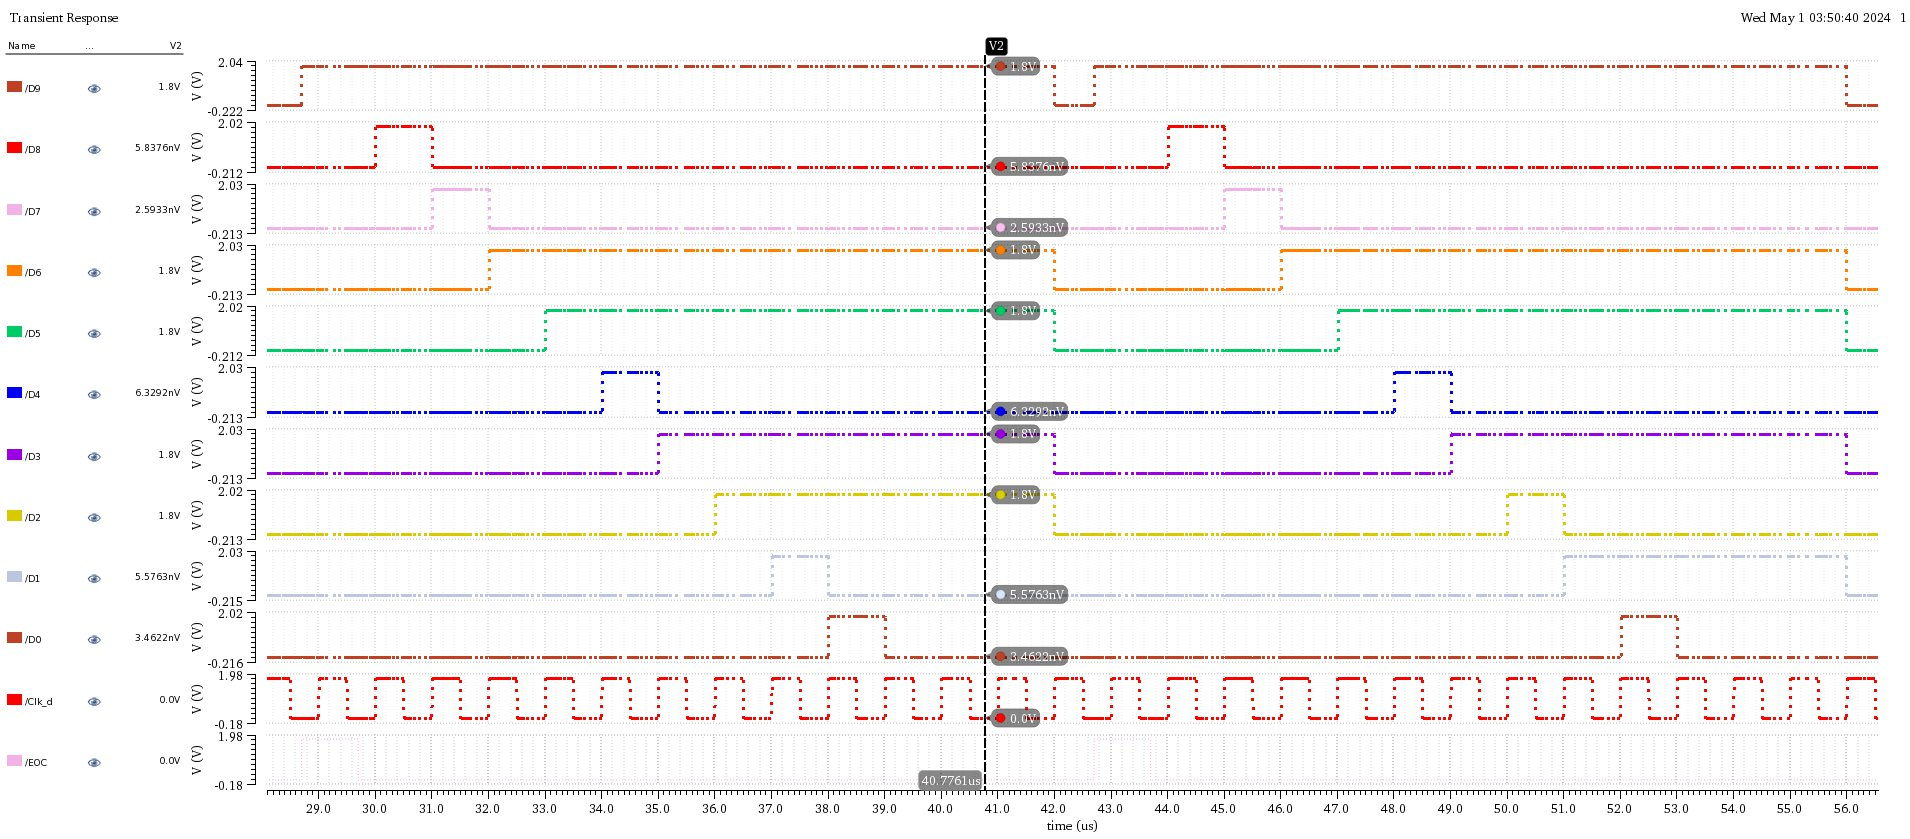 Transient Response
Wed May 1 03:50:40 2024 1
Name ... V2
V2
/D9 1.8V V (V) 2.04 -0.222 1.8V
/D8 5.8376nV V (V) 2.02 -0.212 5.8376nV
/D7 2.5933nV V (V) 2.03 -0.213 2.5933nV
/D6 1.8V V (V) 2.03 -0.213 1.8V
/D5 1.8V V (V) 2.02 -0.212 1.8V
/D4 6.3292nV V (V) 2.03 -0.213 6.3292nV
/D3 1.8V V (V) 2.03 -0.213 1.8V
/D2 1.8V V (V) 2.02 -0.213 1.8V
/D1 5.5763nV V (V) 2.03 -0.215 5.5763nV
/D0 3.4622nV V (V) 2.02 -0.216 3.4622nV
/Clk_d 0.0V V (V) 1.98 -0.18 0.0V
/EOC 0.0V V (V) 1.98 -0.18
40.7761us
29.0 30.0 31.0 32.0 33.0 34.0 35.0 36.0 37.0 38.0 39.0 40.0 41.0 42.0 43.0 44.0 45.0 46.0 47.0 48.0 49.0 50.0 51.0 52.0 53.0 54.0 55.0 56.0
time (us)